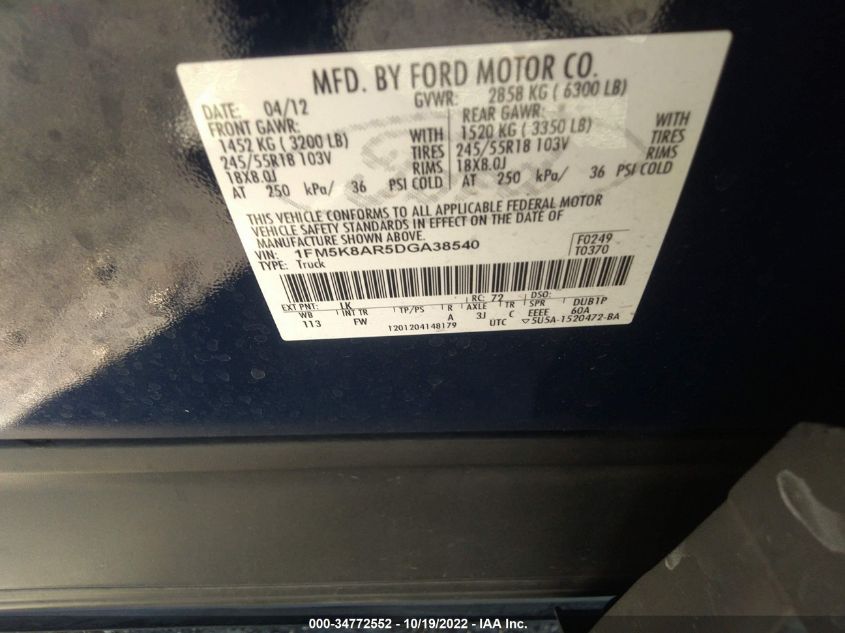 MFD. BY FORD MOTOR CO.
DATE: 04/12 GVWR: 2858 KG ( 6300 LB)
FRONT GAWR: REAR GAWR:
1452 KG ( 3200 LB) WITH 1520 KG ( 3350 LB) WITH
245/55R18 103V TIRES 245/55R18 103V TIRES
18X8.0J RIMS 18X8.0J RIMS
AT 250 kPa/ 36 PSI COLD AT 250 kPa/ 36 PSI COLD
THIS VEHICLE CONFORMS TO ALL APPLICABLE FEDERAL MOTOR
VEHICLE SAFETY STANDARDS IN EFFECT ON THE DATE OF
MANUFACTURE SHOWN ABOVE.
VIN: 1FM5K8AR5DGA38540 F0249
TYPE: Truck T0370
EXT PNT: LK RC: 72 DSO:
WB INT TR TP/PS R AXLE TR SPR DUB1P
113 FW A 3J C EEEE 60A
1201204148179 UTC ▽5U5A-1520472-BA
000-34772552 - 10/19/2022 - IAA Inc.